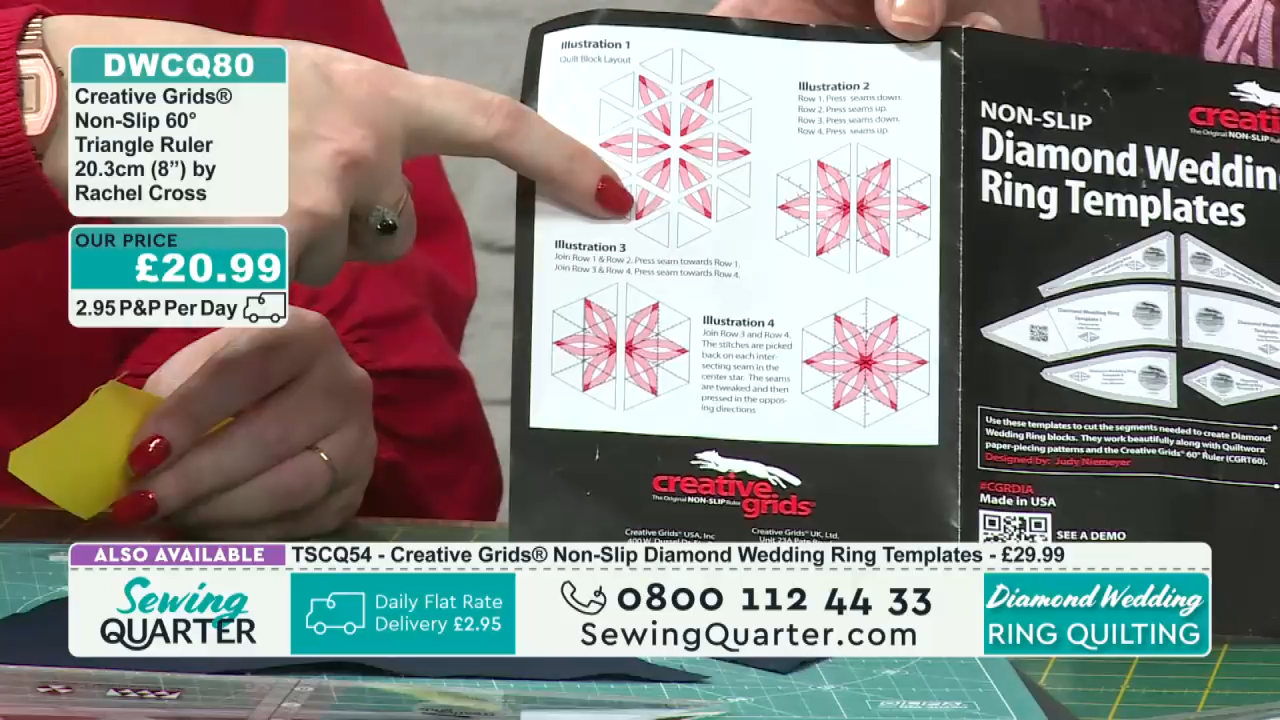 DWCQ80
Creative Grids®
Non-Slip 60°
Triangle Ruler
20.3cm (8”) by
Rachel Cross
OUR PRICE
£20.99
2.95 P&P Per Day
Illustration 1
Quilt Block Layout
Illustration 2
Row 1. Press seams down.
Row 2. Press seams up.
Row 3. Press seams down.
Row 4. Press seams up.
Illustration 3
Join Row 1 & Row 2. Press seam towards Row 1.
Join Row 3 & Row 4. Press seam towards Row 4.
Illustration 4
Join Row 3 and Row 4.
The stitches are picked
back on each inter-
secting seam in the
center star. The seams
are tweaked and then
pressed in the oppos-
ing directions.
creative
grids®
The Original NON-SLIP Ruler
Creative Grids® USA, Inc
Creative Grids® UK, Ltd.
NON-SLIP
Diamond Wedding
Ring Templates
Use these templates to cut the segments needed to create Diamond
Wedding Ring blocks. They work beautifully along with Quiltworx
paper-piecing patterns and the Creative Grids® 60° Ruler (CGRT60).
Designed by: Judy Niemeyer
#CGRDIA
Made in USA
SEE A DEMO
ALSO AVAILABLE
TSCQ54 - Creative Grids® Non-Slip Diamond Wedding Ring Templates - £29.99
Sewing
QUARTER
Daily Flat Rate
Delivery £2.95
0800 112 44 33
SewingQuarter.com
Diamond Wedding
RING QUILTING